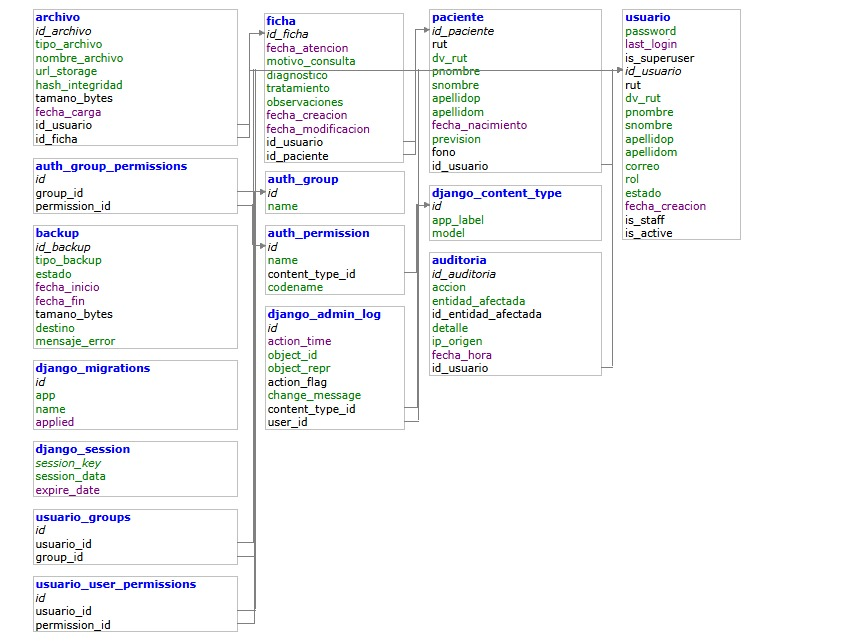 archivo
id_archivo
tipo_archivo
nombre_archivo
url_storage
hash_integridad
tamano_bytes
fecha_carga
id_usuario
id_ficha
auth_group_permissions
id
group_id
permission_id
backup
id_backup
tipo_backup
estado
fecha_inicio
fecha_fin
tamano_bytes
destino
mensaje_error
django_migrations
id
app
name
applied
django_session
session_key
session_data
expire_date
usuario_groups
id
usuario_id
group_id
usuario_user_permissions
id
usuario_id
permission_id
ficha
id_ficha
fecha_atencion
motivo_consulta
diagnostico
tratamiento
observaciones
fecha_creacion
fecha_modificacion
id_usuario
id_paciente
auth_group
id
name
auth_permission
id
name
content_type_id
codename
django_admin_log
id
action_time
object_id
object_repr
action_flag
change_message
content_type_id
user_id
paciente
id_paciente
rut
dv_rut
pnombre
snombre
apellidop
apellidom
fecha_nacimiento
prevision
fono
id_usuario
django_content_type
id
app_label
model
auditoria
id_auditoria
accion
entidad_afectada
id_entidad_afectada
detalle
ip_origen
fecha_hora
id_usuario
usuario
password
last_login
is_superuser
id_usuario
rut
dv_rut
pnombre
snombre
apellidop
apellidom
correo
rol
estado
fecha_creacion
is_staff
is_active